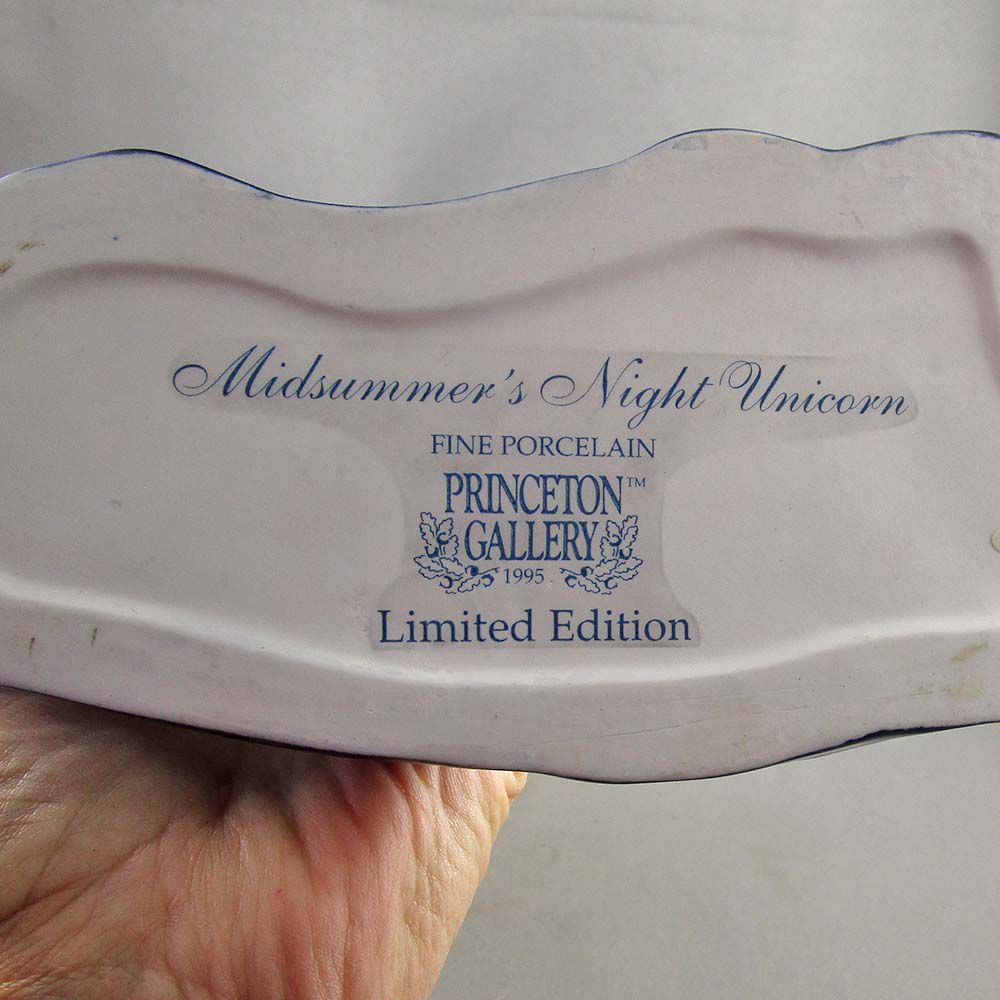 Midsummer's Night Unicorn
FINE PORCELAIN
PRINCETON™
GALLERY
1995
Limited Edition